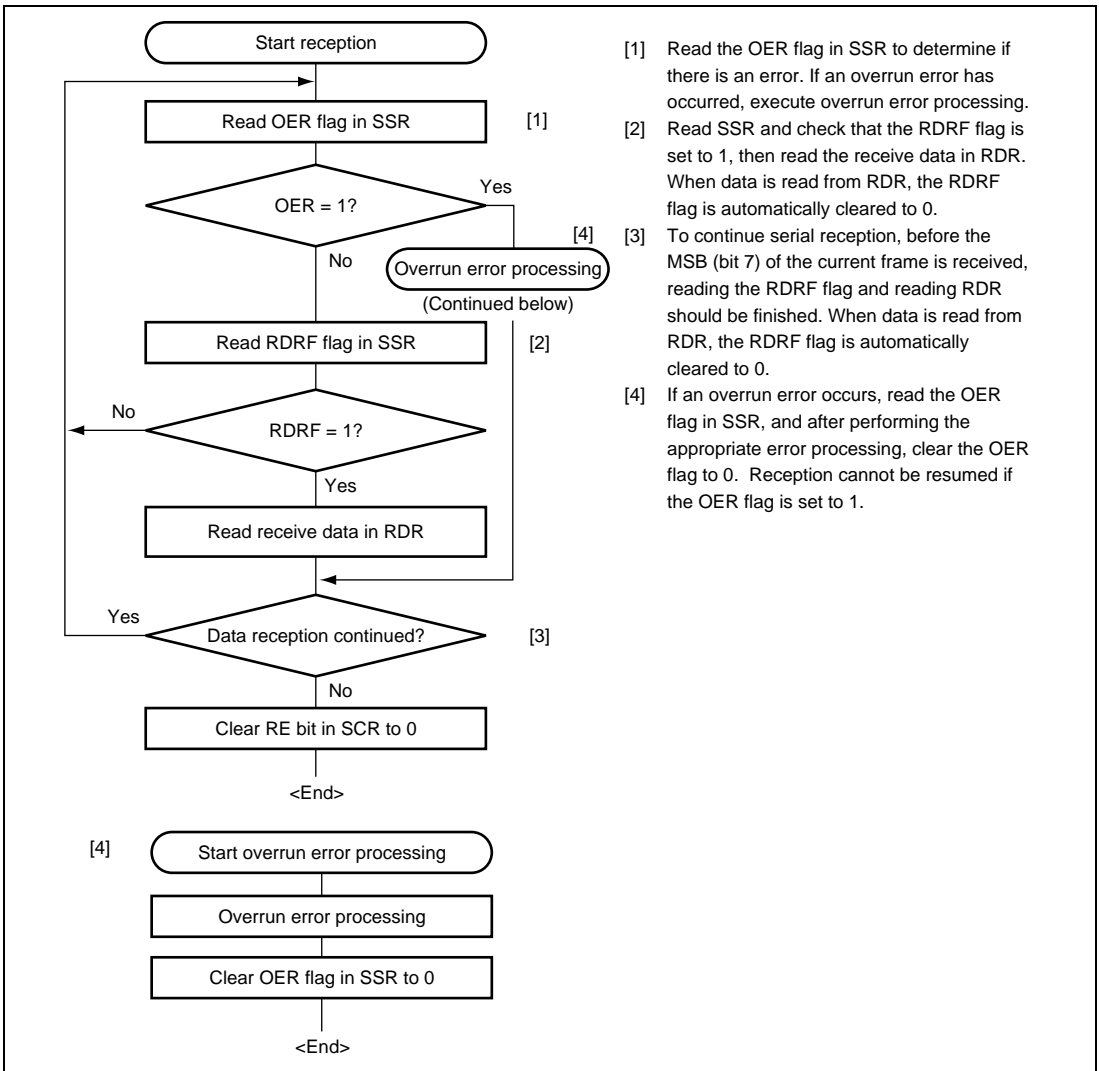 Start reception
Read OER flag in SSR
[1]
OER = 1?
Yes
No
[4]
Overrun error processing
(Continued below)
Read RDRF flag in SSR
[2]
No
RDRF = 1?
Yes
Read receive data in RDR
Yes
Data reception continued?
[3]
No
Clear RE bit in SCR to 0
<End>
[4]
Start overrun error processing
Overrun error processing
Clear OER flag in SSR to 0
<End>
[1] Read the OER flag in SSR to determine if
there is an error. If an overrun error has
occurred, execute overrun error processing.
[2] Read SSR and check that the RDRF flag is
set to 1, then read the receive data in RDR.
When data is read from RDR, the RDRF
flag is automatically cleared to 0.
[3] To continue serial reception, before the
MSB (bit 7) of the current frame is received,
reading the RDRF flag and reading RDR
should be finished. When data is read from
RDR, the RDRF flag is automatically
cleared to 0.
[4] If an overrun error occurs, read the OER
flag in SSR, and after performing the
appropriate error processing, clear the OER
flag to 0. Reception cannot be resumed if
the OER flag is set to 1.